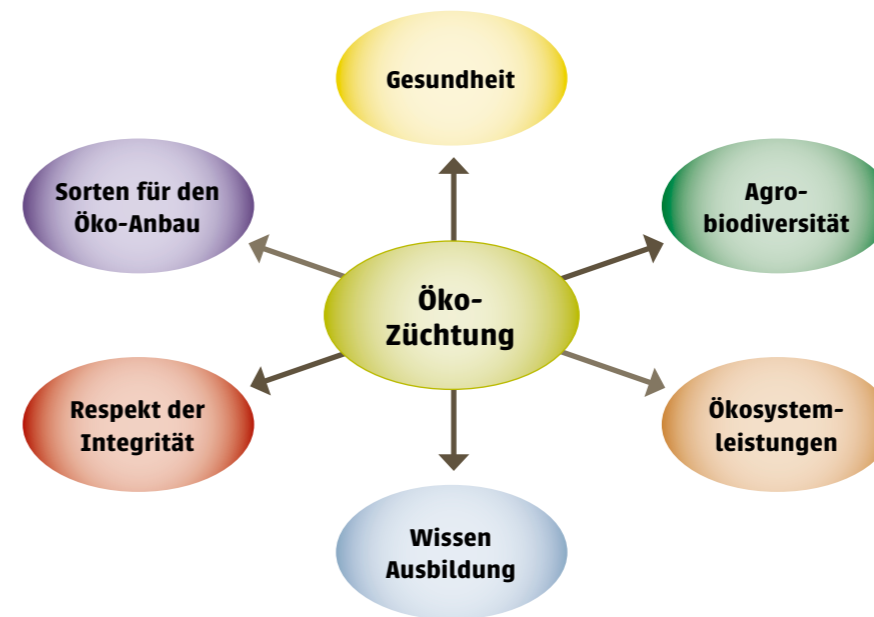 Gesundheit
Sorten für den
Öko-Anbau
Agro-
biodiversität
Öko-
Züchtung
Respekt der
Integrität
Ökosystem-
leistungen
Wissen
Ausbildung